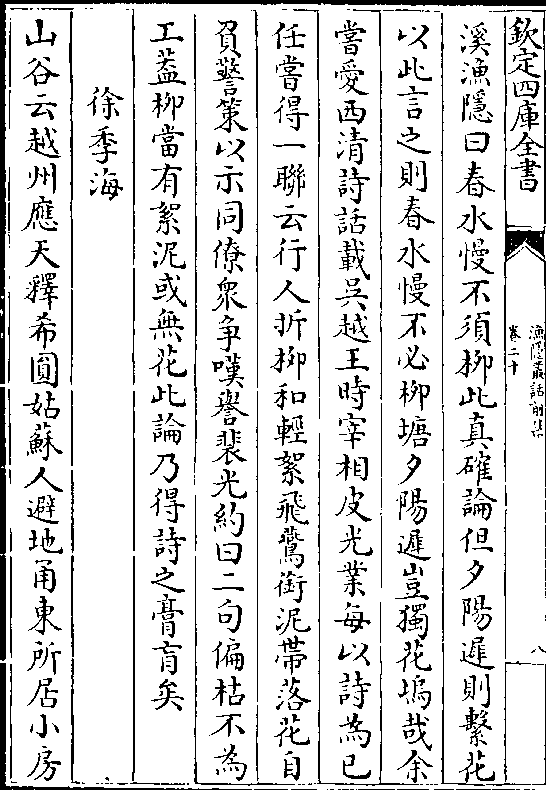 欽定四庫全書
漁隱叢話前集
卷二十
八
溪漁隱曰春水慢不須柳此真確論但夕陽遲則繫花
以此言之則春水慢不必柳塘夕陽遲豈獨花塢哉余
嘗愛西清詩話載吳越王時宰相皮光業每以詩為己
任嘗得一聯云行人折柳和輕絮飛鷰銜泥帶落花自
負警策以示同僚衆争嘆譽裴光約曰二句偏枯不為
工葢柳當有絮泥或無花此論乃得詩之膏肓矣
徐季海
山谷云越州應天釋希圓姑蘇人避地甬東所居小房